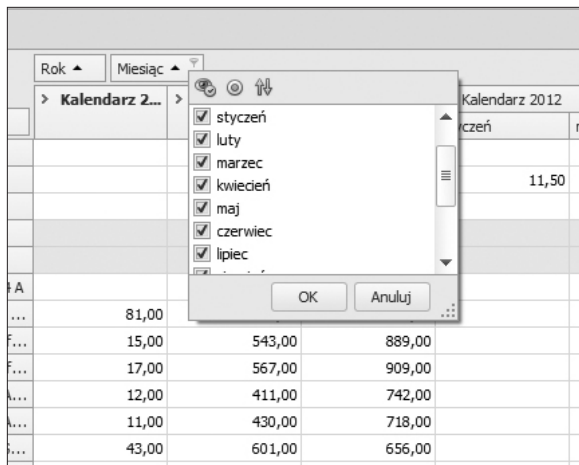 Rok Miesiąc
Kalendarz 2... Kalendarz 2012
styczeń
luty
marzec
11,50
kwiecień
maj
czerwiec
lipiec
OK Anuluj
A
... 81,00
... 15,00 543,00 889,00
... 17,00 567,00 909,00
... 12,00 411,00 742,00
... 11,00 430,00 718,00
... 43,00 601,00 656,00